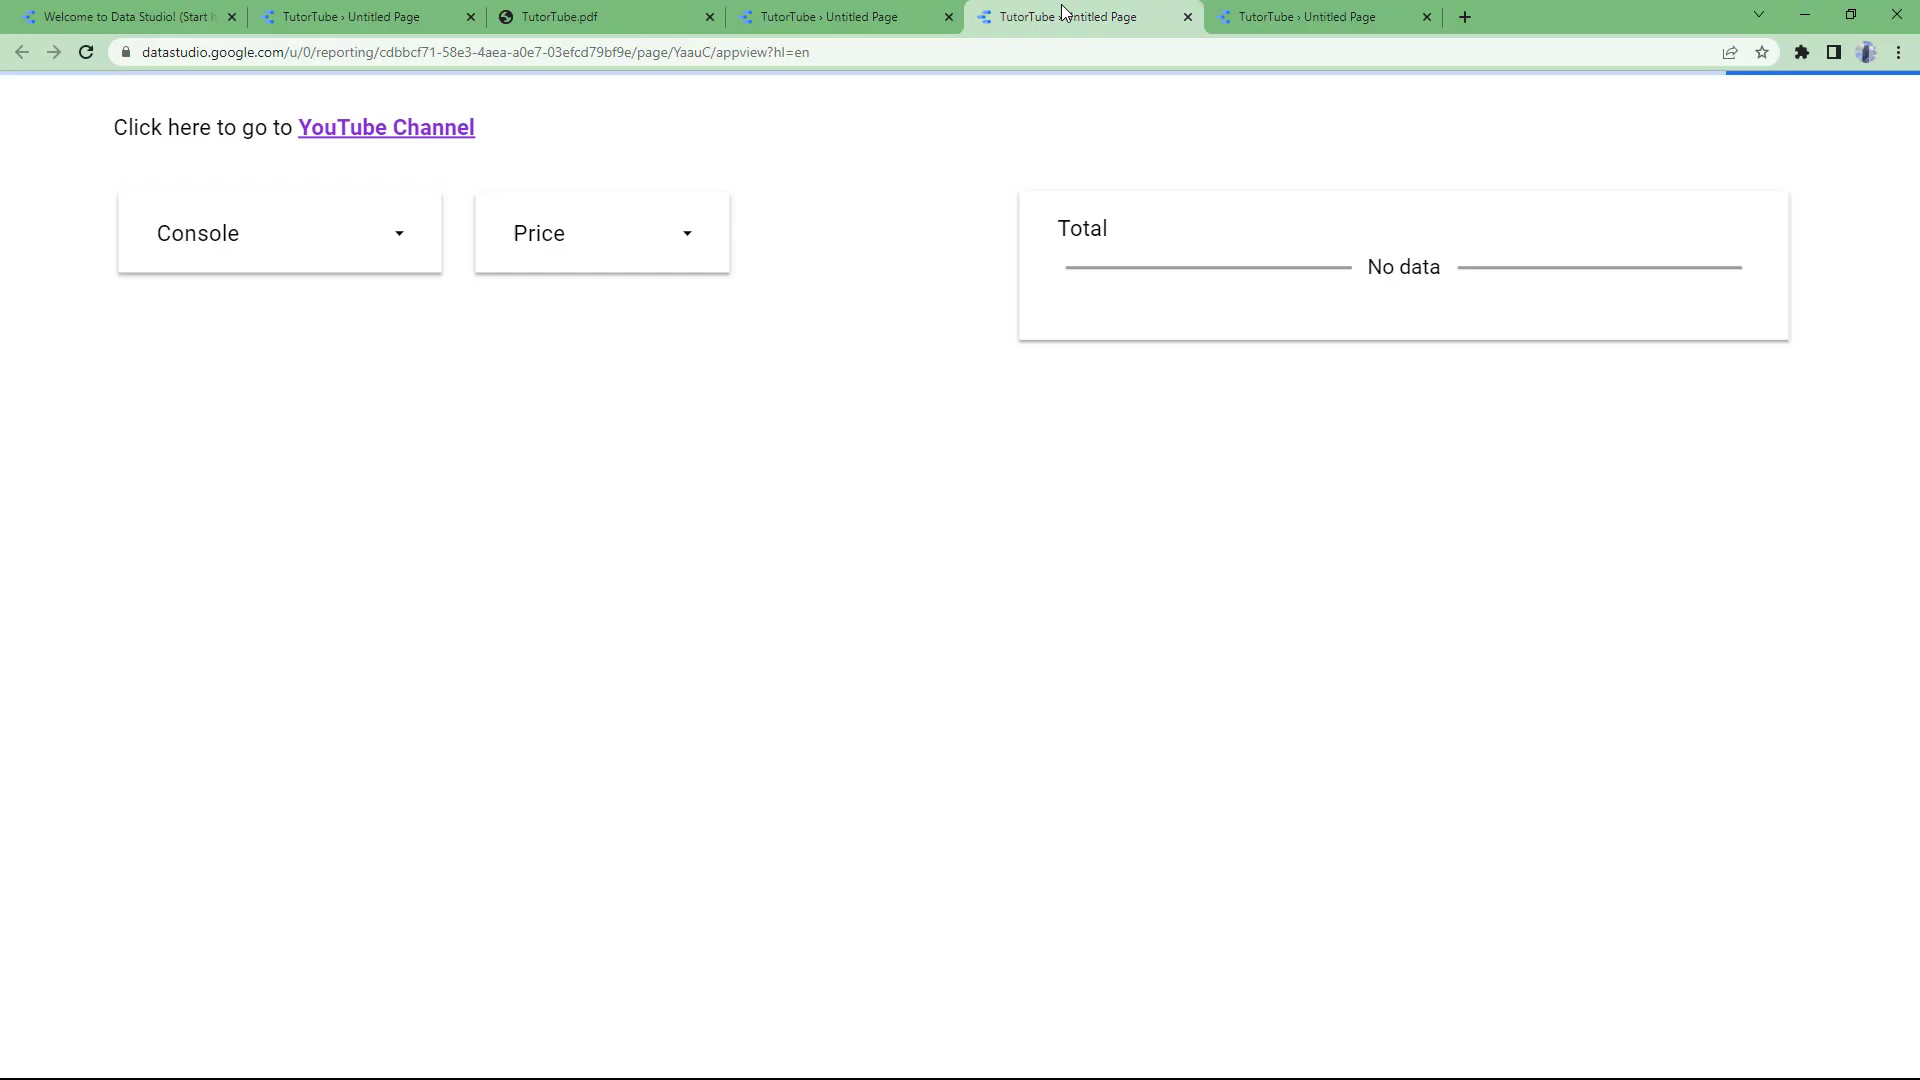 Welcome to Data Studio! (Start h
TutorTube › Untitled Page
TutorTube.pdf
TutorTube › Untitled Page
TutorTube › Untitled Page
TutorTube › Untitled Page
datastudio.google.com/u/0/reporting/cdbbcf71-58e3-4aea-a0e7-03efcd79bf9e/page/YaauC/appview?hl=en
Click here to go to YouTube Channel
Console
Price
Total
No data